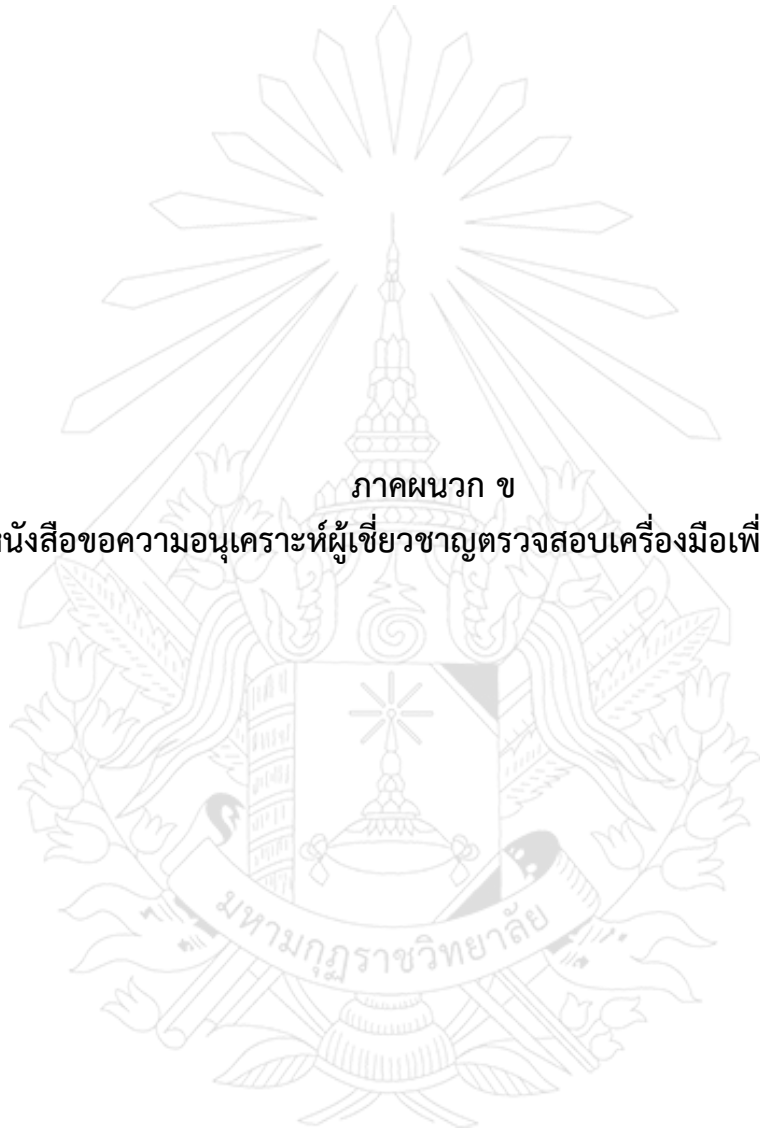 ภาคผนวก ข
นังสือขอความอนุเคราะห์ผู้เชี่ยวชาญตรวจสอบเครื่องมือเพื่
มหามกุฏราชวิทยาลัย